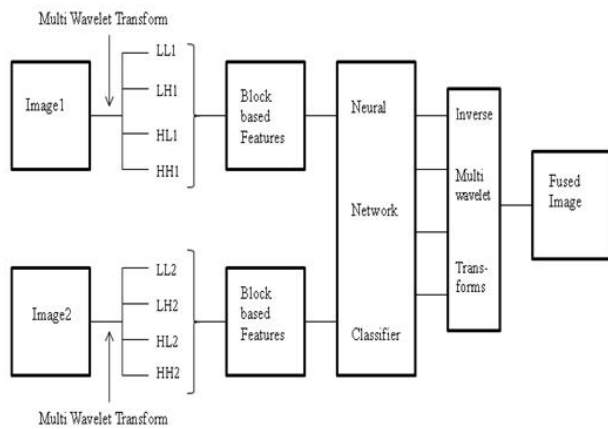 Multi Wavelet Transform
Image1
LL1
LH1
HL1
HH1
Block
based
Features
Neural
Network
Classifier
Inverse
Multi
wavelet
Trans-
forms
Fused
Image
Image2
LL2
LH2
HL2
HH2
Block
based
Features
Multi Wavelet Transform